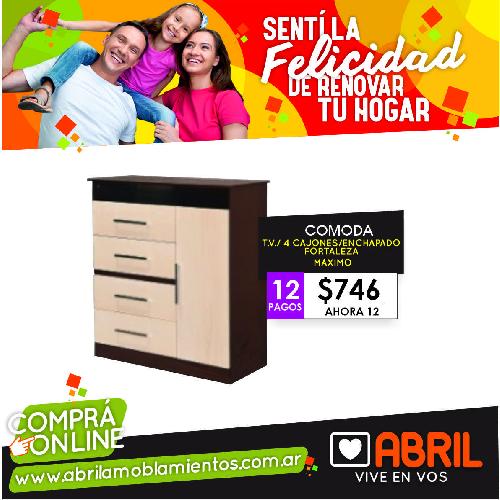 SENTÍ LA
Felicidad
DE RENOVAR
TU HOGAR
COMODA
T.V./ 4 CAJONES/ENCHAPADO
FORTALEZA
MAXIMO
12
PAGOS
$746
AHORA 12
COMPRÁ
ONLINE
www.abrilamoblamientos.com.ar
ABRIL
VIVE EN VOS